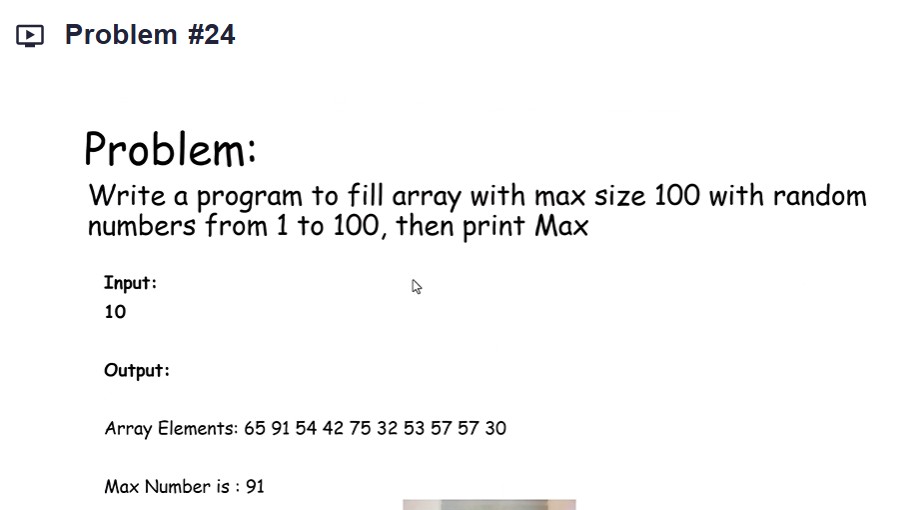 Problem #24
Problem:
Write a program to fill array with max size 100 with random
numbers from 1 to 100, then print Max
Input:
10
Output:
Array Elements: 65 91 54 42 75 32 53 57 57 30
Max Number is : 91